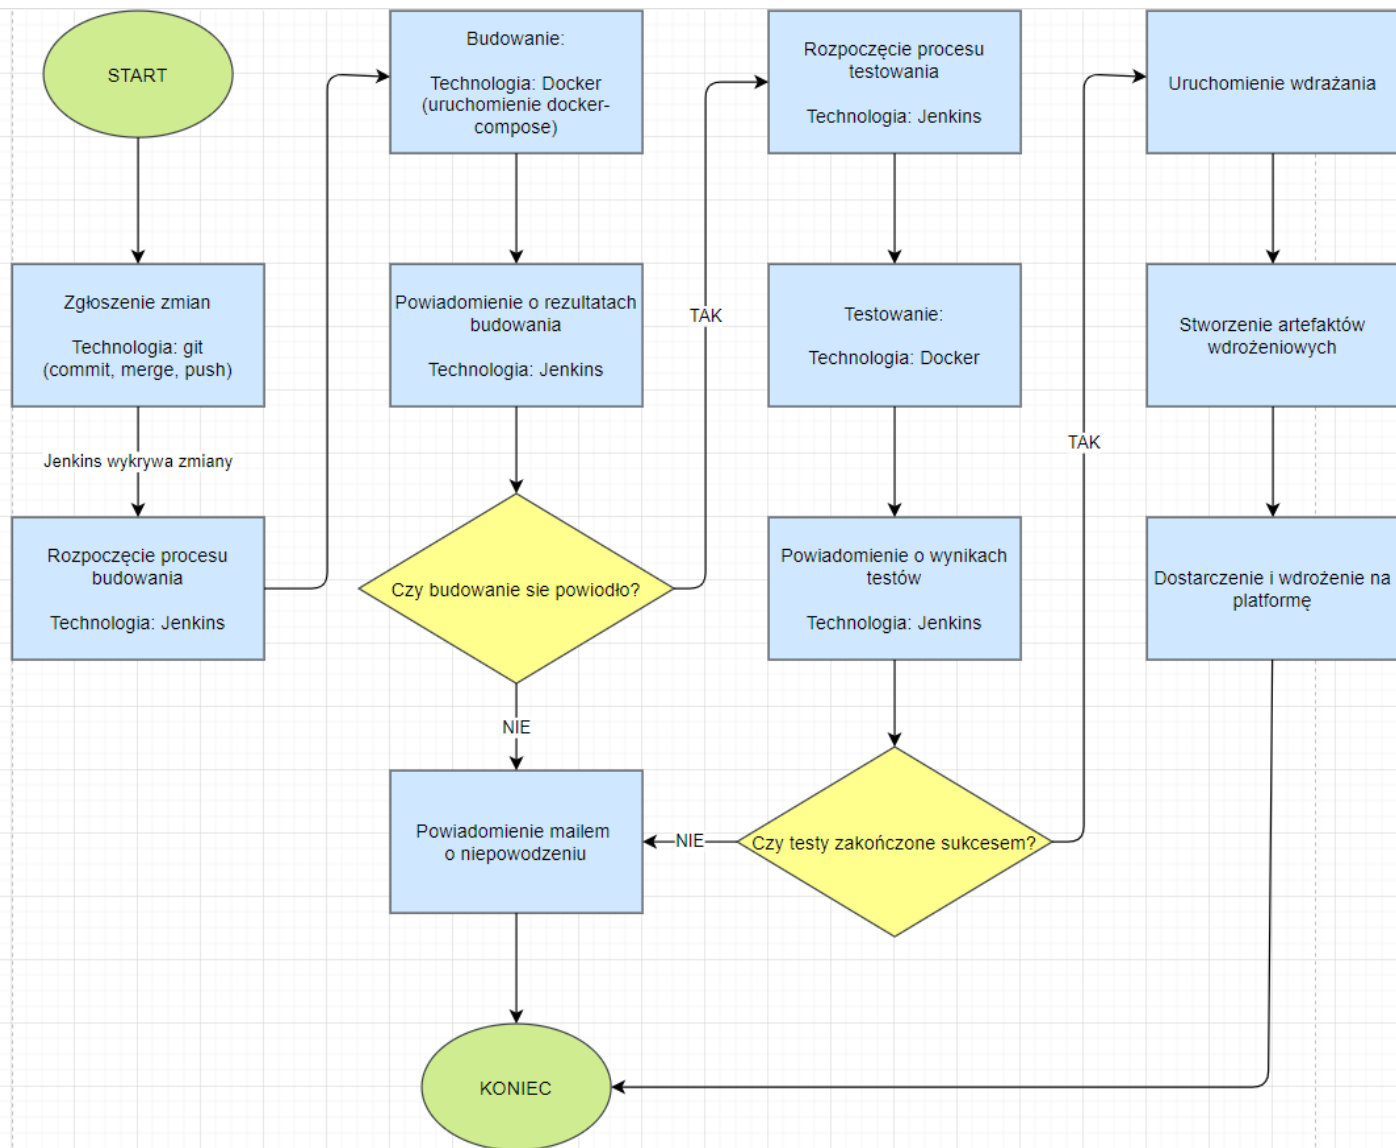 START
Zgłoszenie zmian
Technologia: git
(commit, merge, push)
Jenkins wykrywa zmiany
Rozpoczęcie procesu
budowania
Technologia: Jenkins
Budowanie:
Technologia: Docker
(uruchomienie docker-
compose)
Powiadomienie o rezultatach
budowania
Technologia: Jenkins
Czy budowanie sie powiodło?
TAK
NIE
Powiadomienie mailem
o niepowodzeniu
KONIEC
Rozpoczęcie procesu
testowania
Technologia: Jenkins
Testowanie:
Technologia: Docker
Powiadomienie o wynikach
testów
Technologia: Jenkins
Czy testy zakończone sukcesem?
NIE
TAK
Uruchomienie wdrażania
Stworzenie artefaktów
wdrożeniowych
Dostarczenie i wdrożenie na
platformę